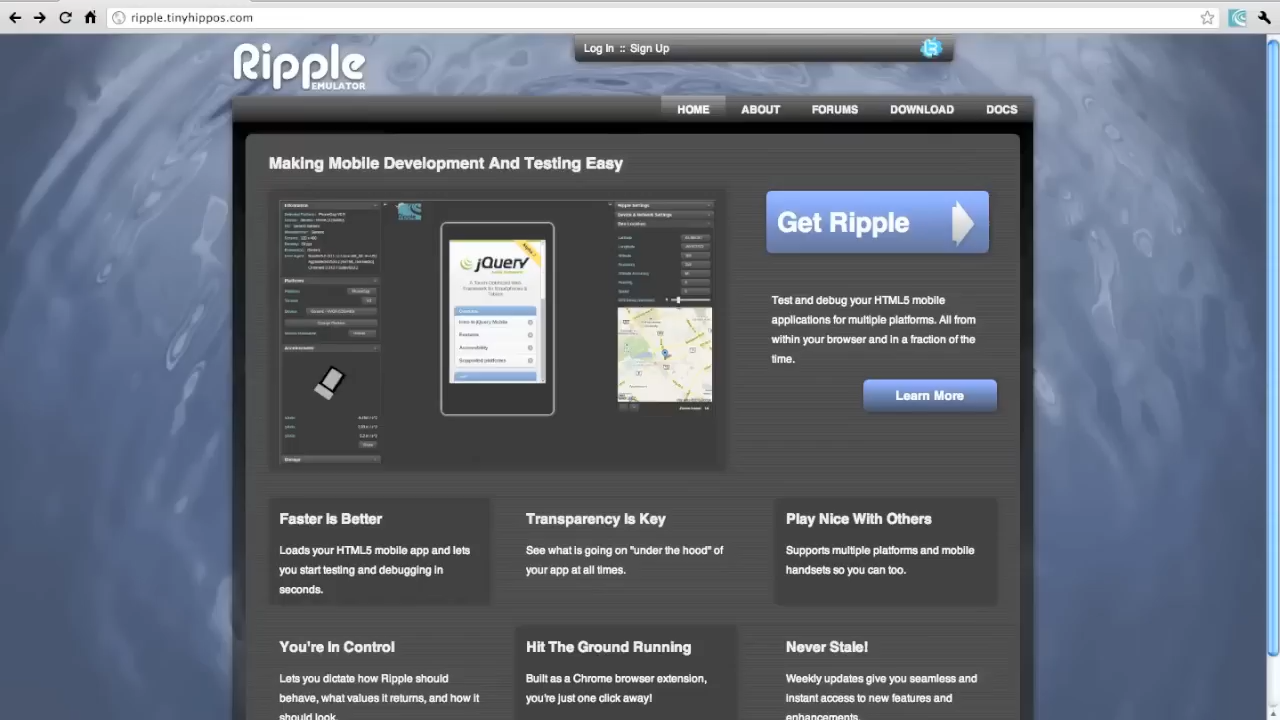 ripple.tinyhippos.com
Ripple
EMULATOR
Log In :: Sign Up
HOME
ABOUT
FORUMS
DOWNLOAD
DOCS
Making Mobile Development And Testing Easy
jQuery
Get Ripple
Test and debug your HTML5 mobile
applications for multiple platforms. All from
within your browser and in a fraction of the
time.
Learn More
Faster is Better
Loads your HTML5 mobile app and lets
you start testing and debugging in
seconds.
Transparency Is Key
See what is going on "under the hood" of
your app at all times.
Play Nice With Others
Supports multiple platforms and mobile
handsets so you can too.
You're In Control
Lets you dictate how Ripple should
behave, what values it returns, and how it
should look.
Hit The Ground Running
Built as a Chrome browser extension,
you're just one click away!
Never Stale!
Weekly updates give you seamless and
instant access to new features and
enhancements.